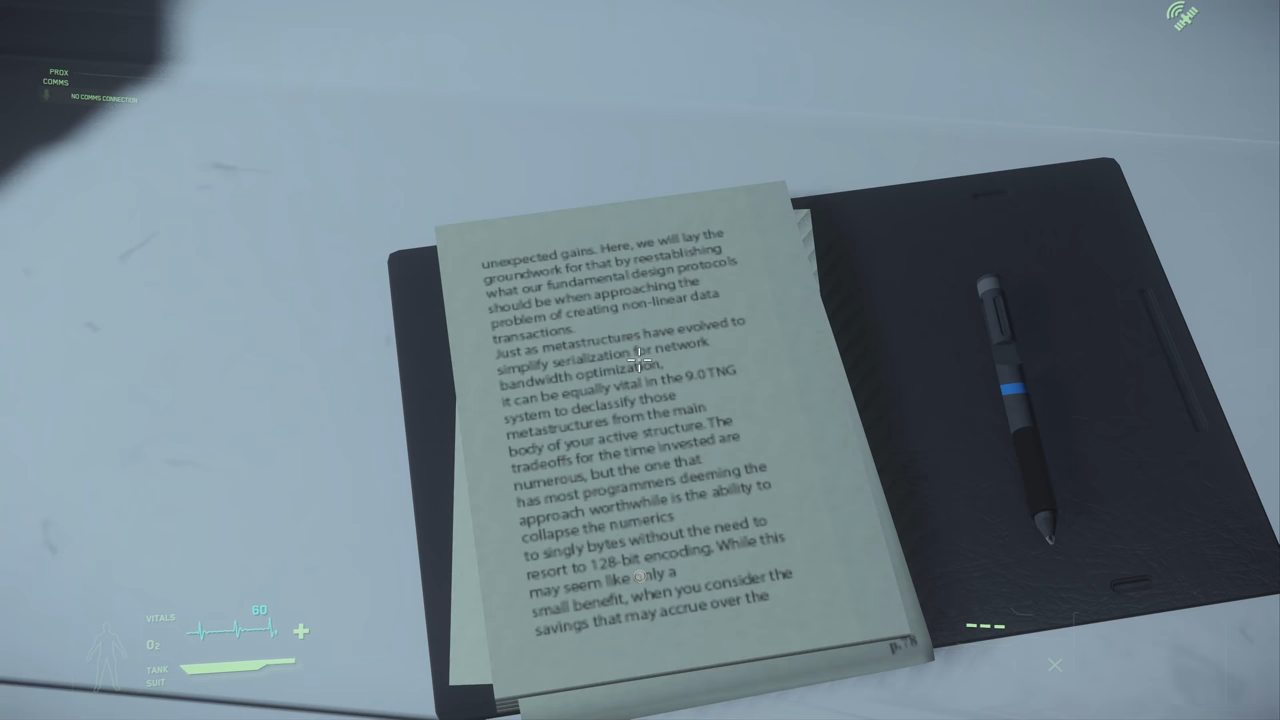 PROX
COMMS
NO COMMS CONNECTION
unexpected gains. Here, we will lay the
groundwork for that by reestablishing
what our fundamental design protocols
should be when approaching the
problem of creating non-linear data
transactions.
Just as metastructures have evolved to
simplify serialization for network
bandwidth optimization,
it can be equally vital in the 9.0 TNG
system to declassify those
metastructures from the main
body of your active structure. The
tradeoffs for the time invested are
numerous, but the one that
has most programmers deeming the
approach worthwhile is the ability to
collapse the numerics
to singly bytes without the need to
resort to 128-bit encoding. While this
may seem like only a
small benefit, when you consider the
savings that may accrue over the
p. 78
VITALS
60
O₂
TANK
SUIT